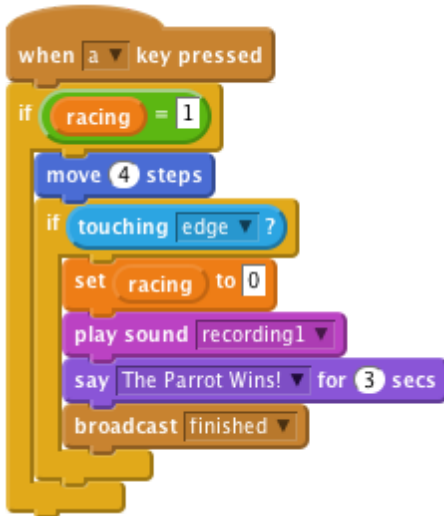 when a key pressed
if racing = 1
move 4 steps
if touching edge ?
set racing to 0
play sound recording1
say The Parrot Wins! for 3 secs
broadcast finished